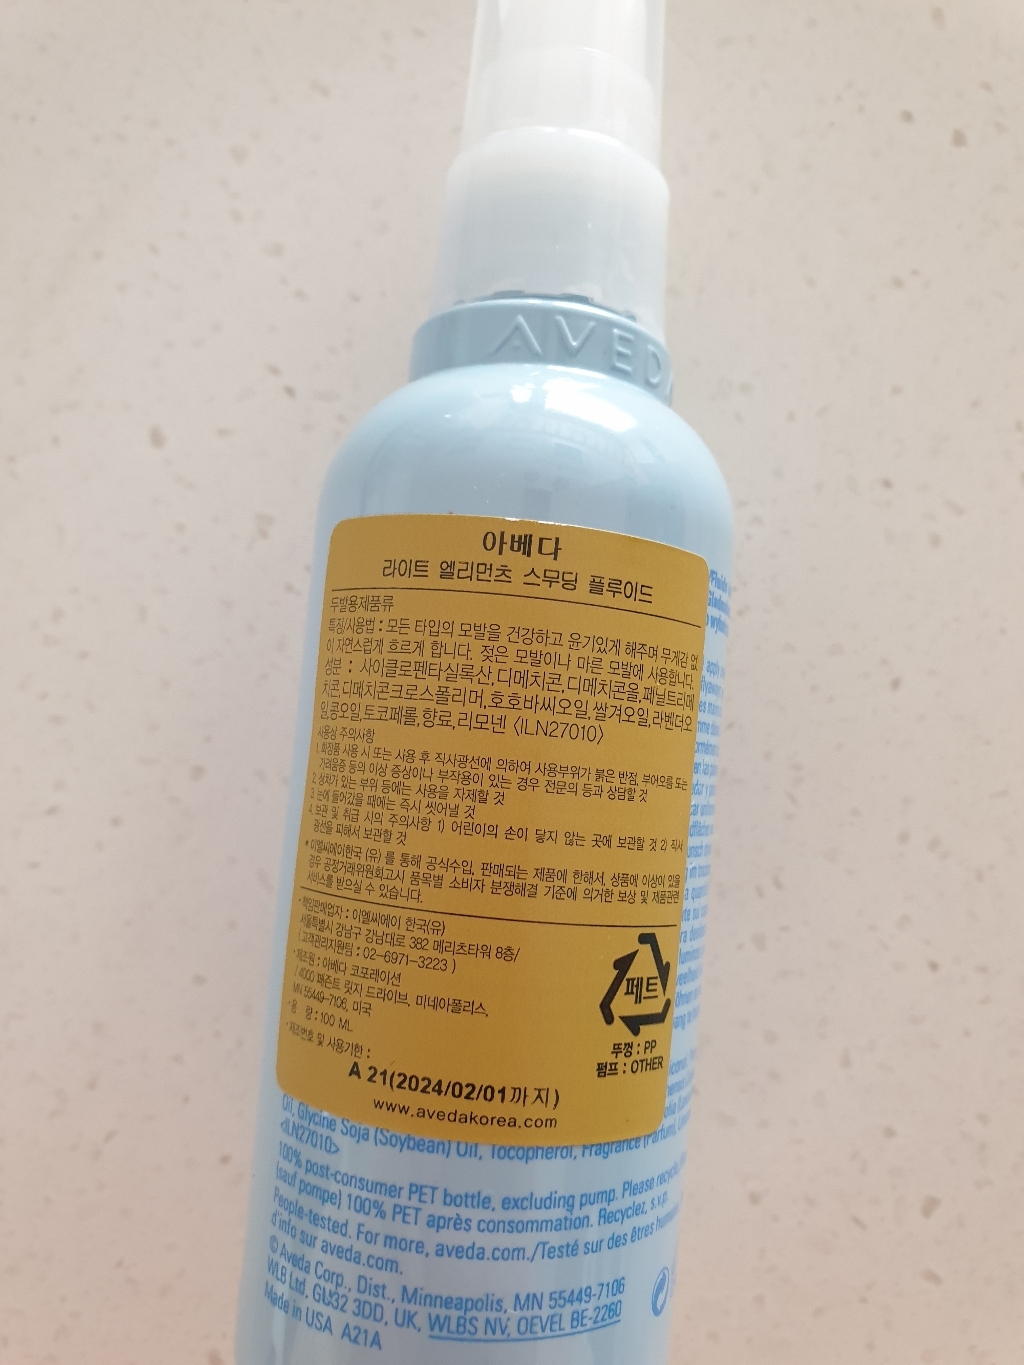 AVEDA
아베다
라이트 엘리먼츠 스무딩 플루이드
두발용제품류
특징/사용법 : 모든 타입의 모발을 건강하고 윤기있게 해주며 무게감 없
이 자연스럽게 흐르게 합니다. 젖은 모발이나 마른 모발에 사용합니다.
성분 : 사이클로펜타실록산,디메치콘,디메치콘올,페닐트리메
치콘,디메치콘크로스폴리머,호호바씨오일,쌀겨오일,라벤더오
일,콩오일,토코페롤,향료,리모넨 <ILN27010>
사용상 주의사항
1. 화장품 사용 시 또는 사용 후 직사광선에 의하여 사용부위가 붉은 반점, 부어오름 또는
가려움증 등의 이상 증상이나 부작용이 있는 경우 전문의 등과 상담할 것
2. 상처가 있는 부위 등에는 사용을 자제할 것
3. 눈에 들어갔을 때에는 즉시 씻어낼 것
4. 보관 및 취급 시의 주의사항 1) 어린이의 손이 닿지 않는 곳에 보관할 것 2) 직사
광선을 피해서 보관할 것
* 이엘씨에이한국 (유) 를 통해 공식수입, 판매되는 제품에 한해서, 상품에 이상이 있을
경우 공정거래위원회고시 품목별 소비자 분쟁해결 기준에 의거한 보상 및 제품관련
서비스를 받으실 수 있습니다.
·책임판매업자 : 이엘씨에이 한국(유)
서울특별시 강남구 강남대로 382 메리츠타워 8층/
( 고객관리지원팀 : 02-6971-3223 )
·제조원 : 아베다 코포레이션
/ 4000 패준트 릿지 드라이브, 미네아폴리스,
MN 55449-7106, 미국
·용 량 : 100 ML
·제조번호 및 사용기한 :
A 21(2024/02/01까지)
www.avedakorea.com
페트
뚜껑 : PP
펌프 : OTHER
Oil, Glycine Soja (Soybean) Oil, Tocopherol, Fragrance (Parfum),
<ILN27010>
100% post-consumer PET bottle, excluding pump. Please recycle.
(sauf pompe) 100% PET après consommation. Recyclez, s.v.p.
People-tested. For more, aveda.com./Testé sur des êtres
d'info sur aveda.com.
© Aveda Corp., Dist., Minneapolis, MN 55449-7106
WLB Ltd, GU32 3DD, UK, WLBS NV, OEVEL BE-2260
Made in USA A21A